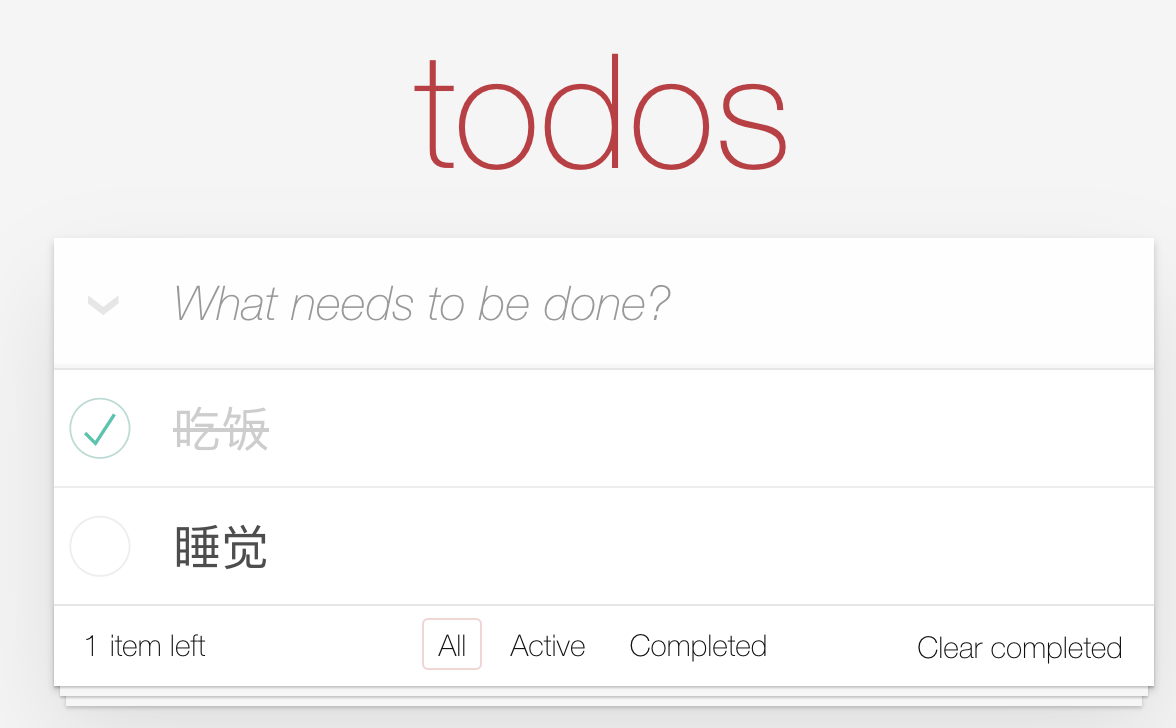 todos
What needs to be done?
吃饭
睡觉
1 item left All Active Completed Clear completed